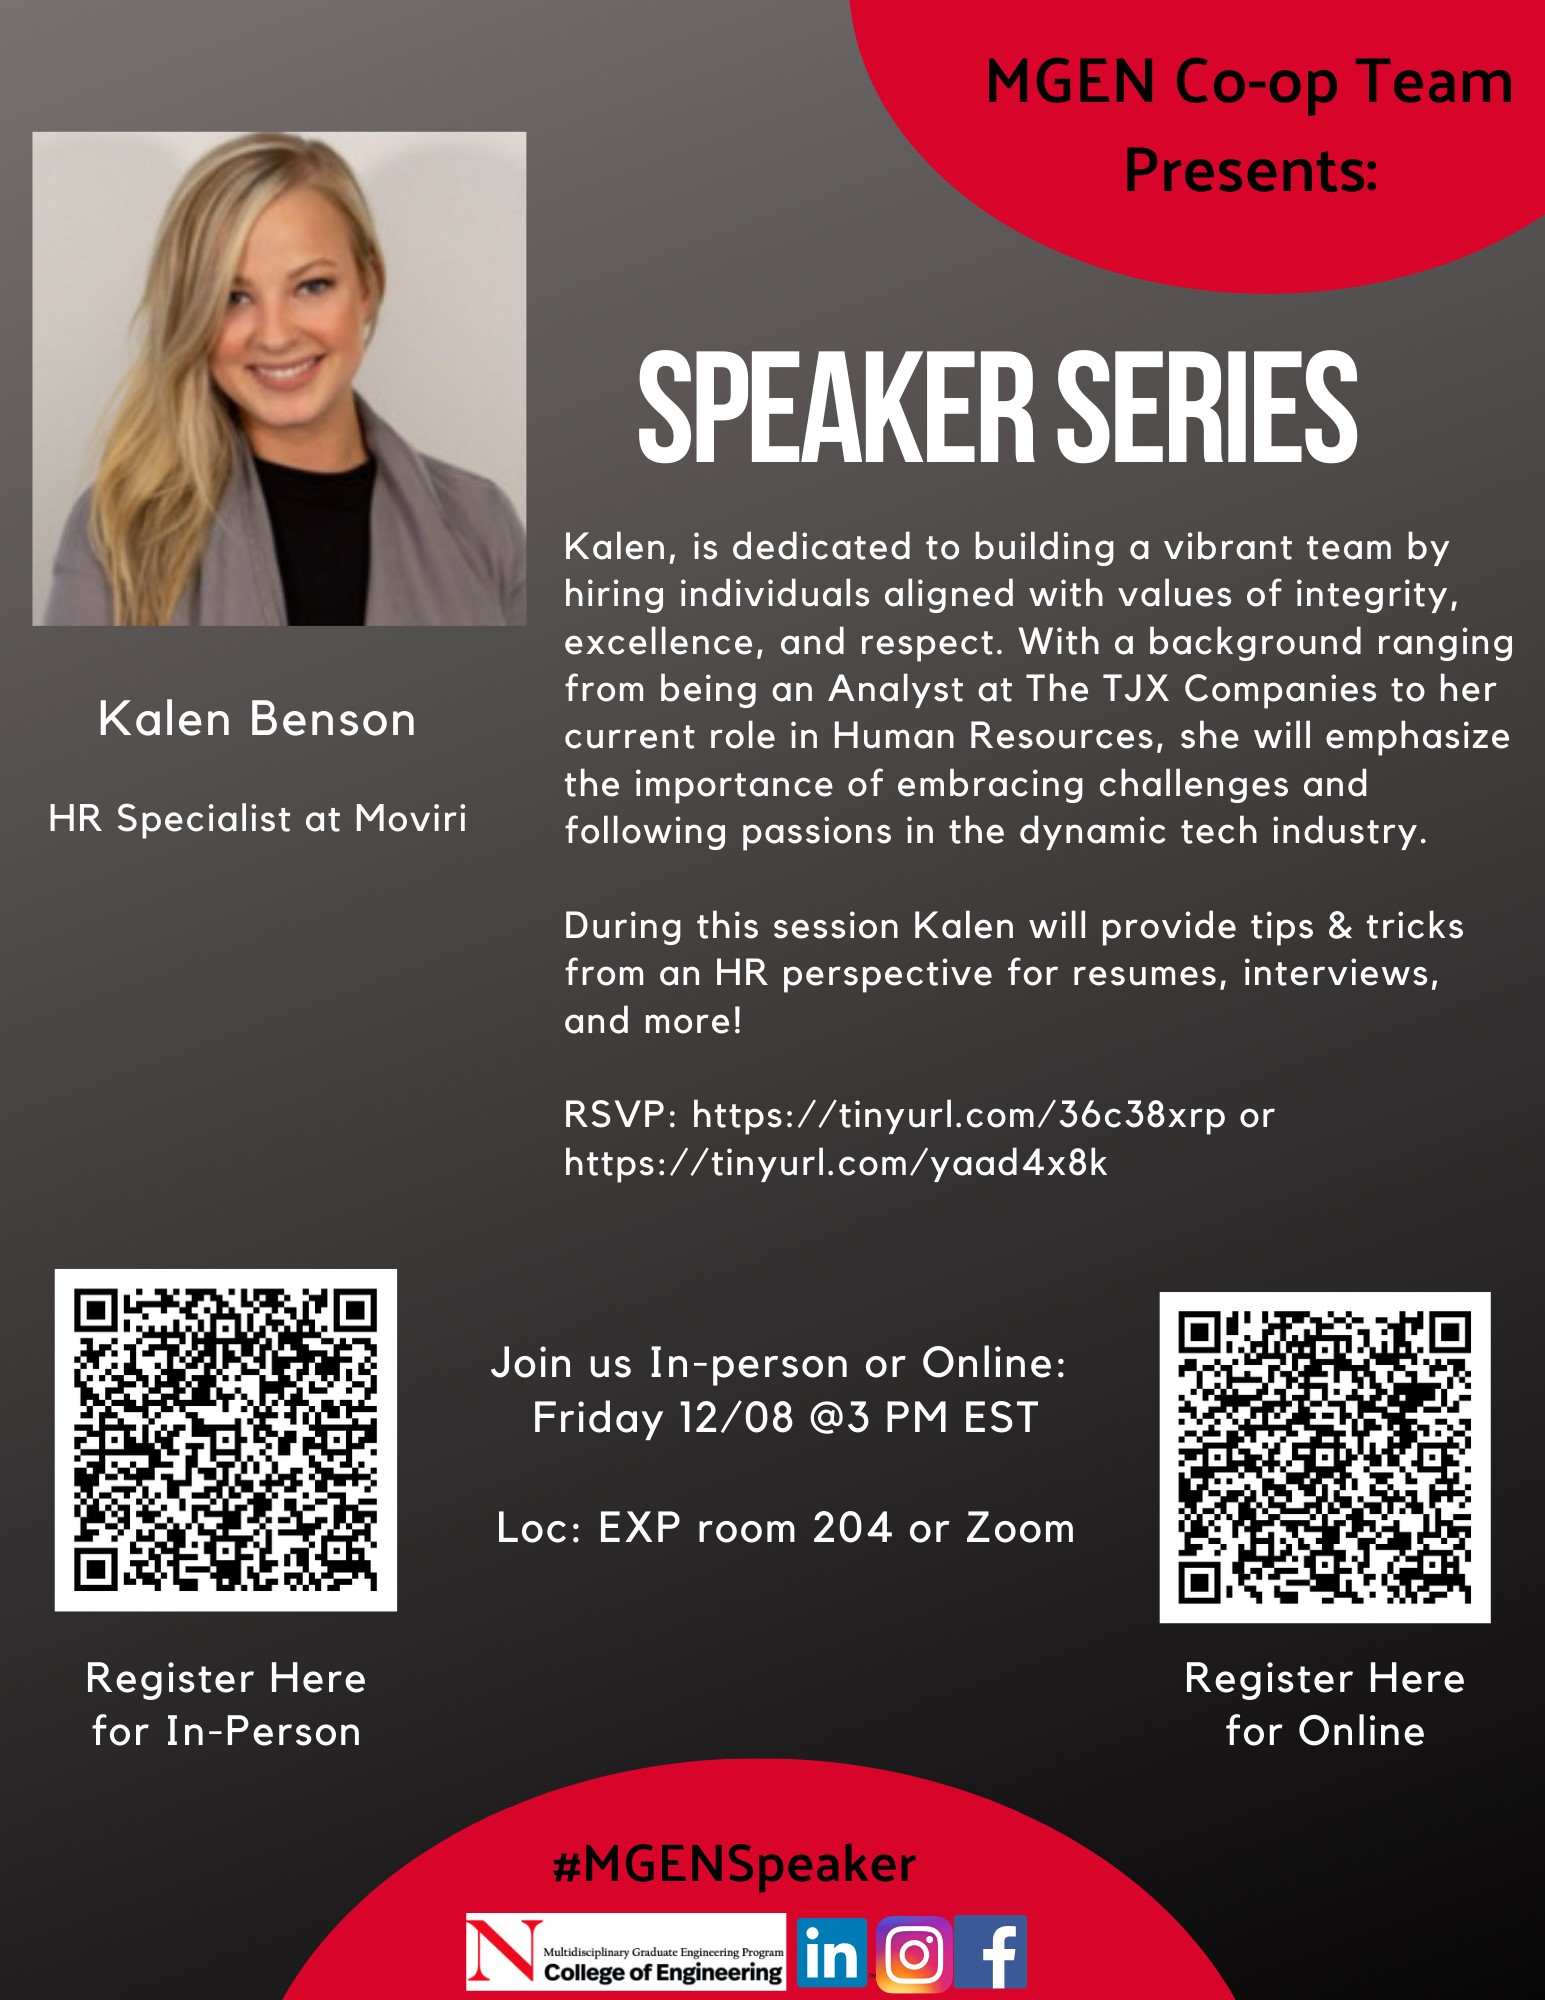 MGEN Co-op Team
Presents:
SPEAKER SERIES
Kalen Benson
HR Specialist at Moviri
Kalen, is dedicated to building a vibrant team by
hiring individuals aligned with values of integrity,
excellence, and respect. With a background ranging
from being an Analyst at The TJX Companies to her
current role in Human Resources, she will emphasize
the importance of embracing challenges and
following passions in the dynamic tech industry.
During this session Kalen will provide tips & tricks
from an HR perspective for resumes, interviews,
and more!
RSVP: https://tinyurl.com/36c38xrp or
https://tinyurl.com/yaad4x8k
Join us In-person or Online:
Friday 12/08 @3 PM EST
Loc: EXP room 204 or Zoom
Register Here
for In-Person
Register Here
for Online
#MGENSpeaker
N
Multidisciplinary Graduate Engineering Program
College of Engineering
in
f